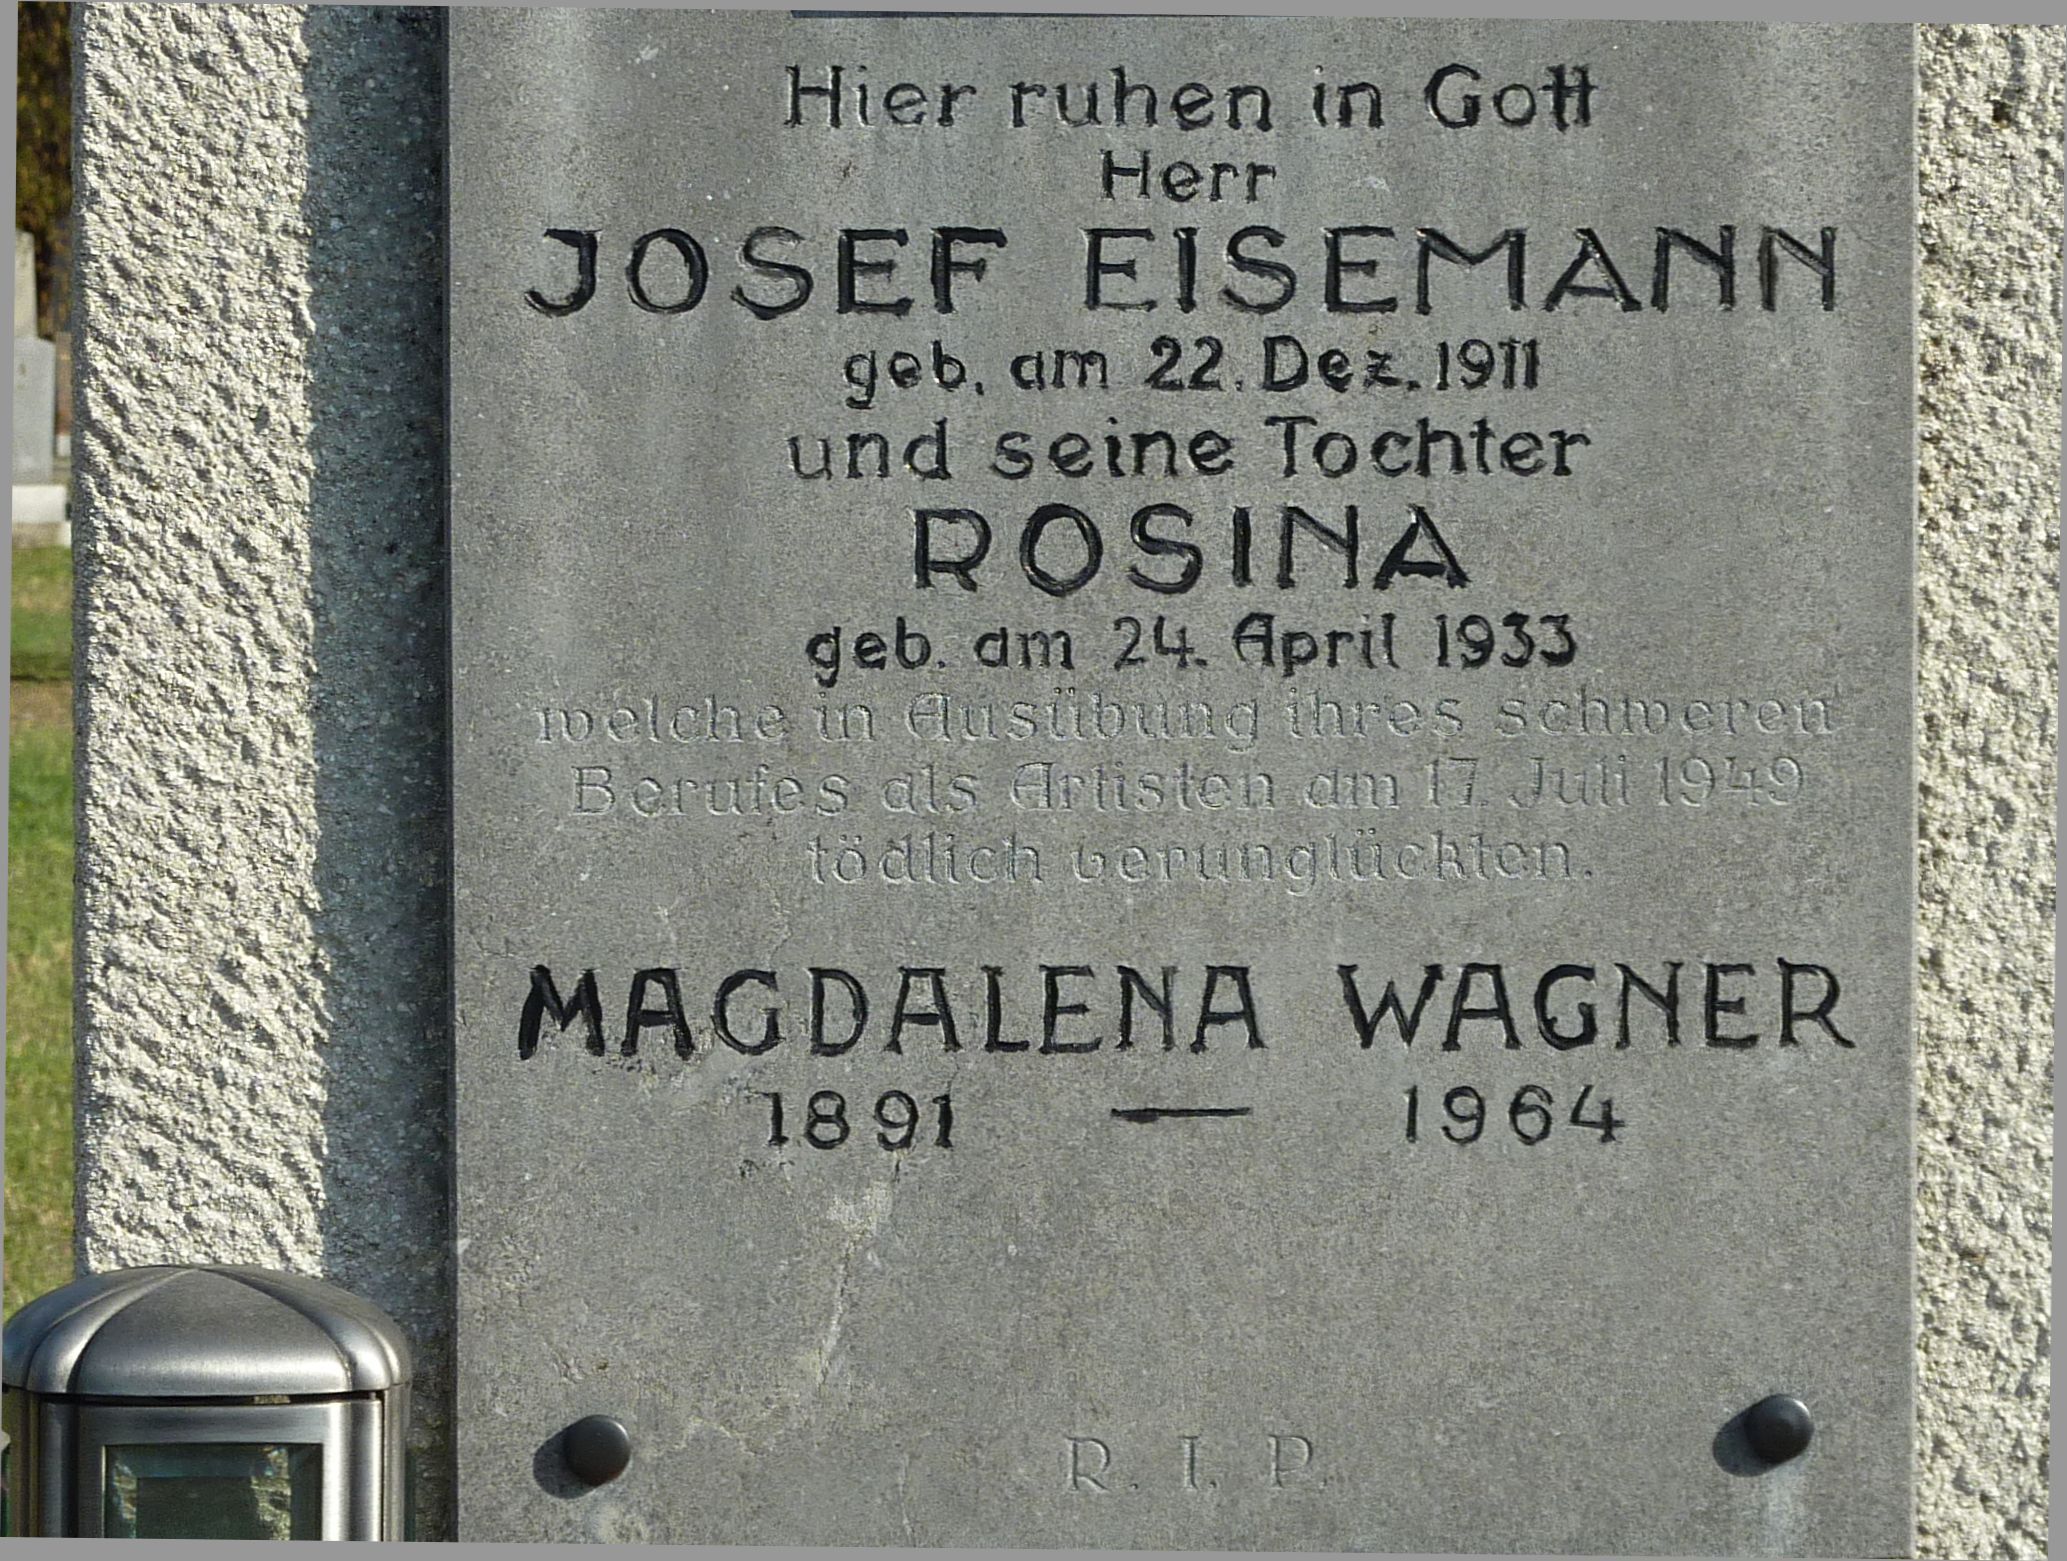 Hier ruhen in Gott
Herr
JOSEF EISEMANN
geb. am 22. Dez. 1911
und seine Tochter
ROSINA
geb. am 24. April 1933
welche in Ausübung ihres schweren
Berufes als Artisten am 17. Juli 1949
tödlich verunglückten.
MAGDALENA WAGNER
1891 — 1964
R. I. P.